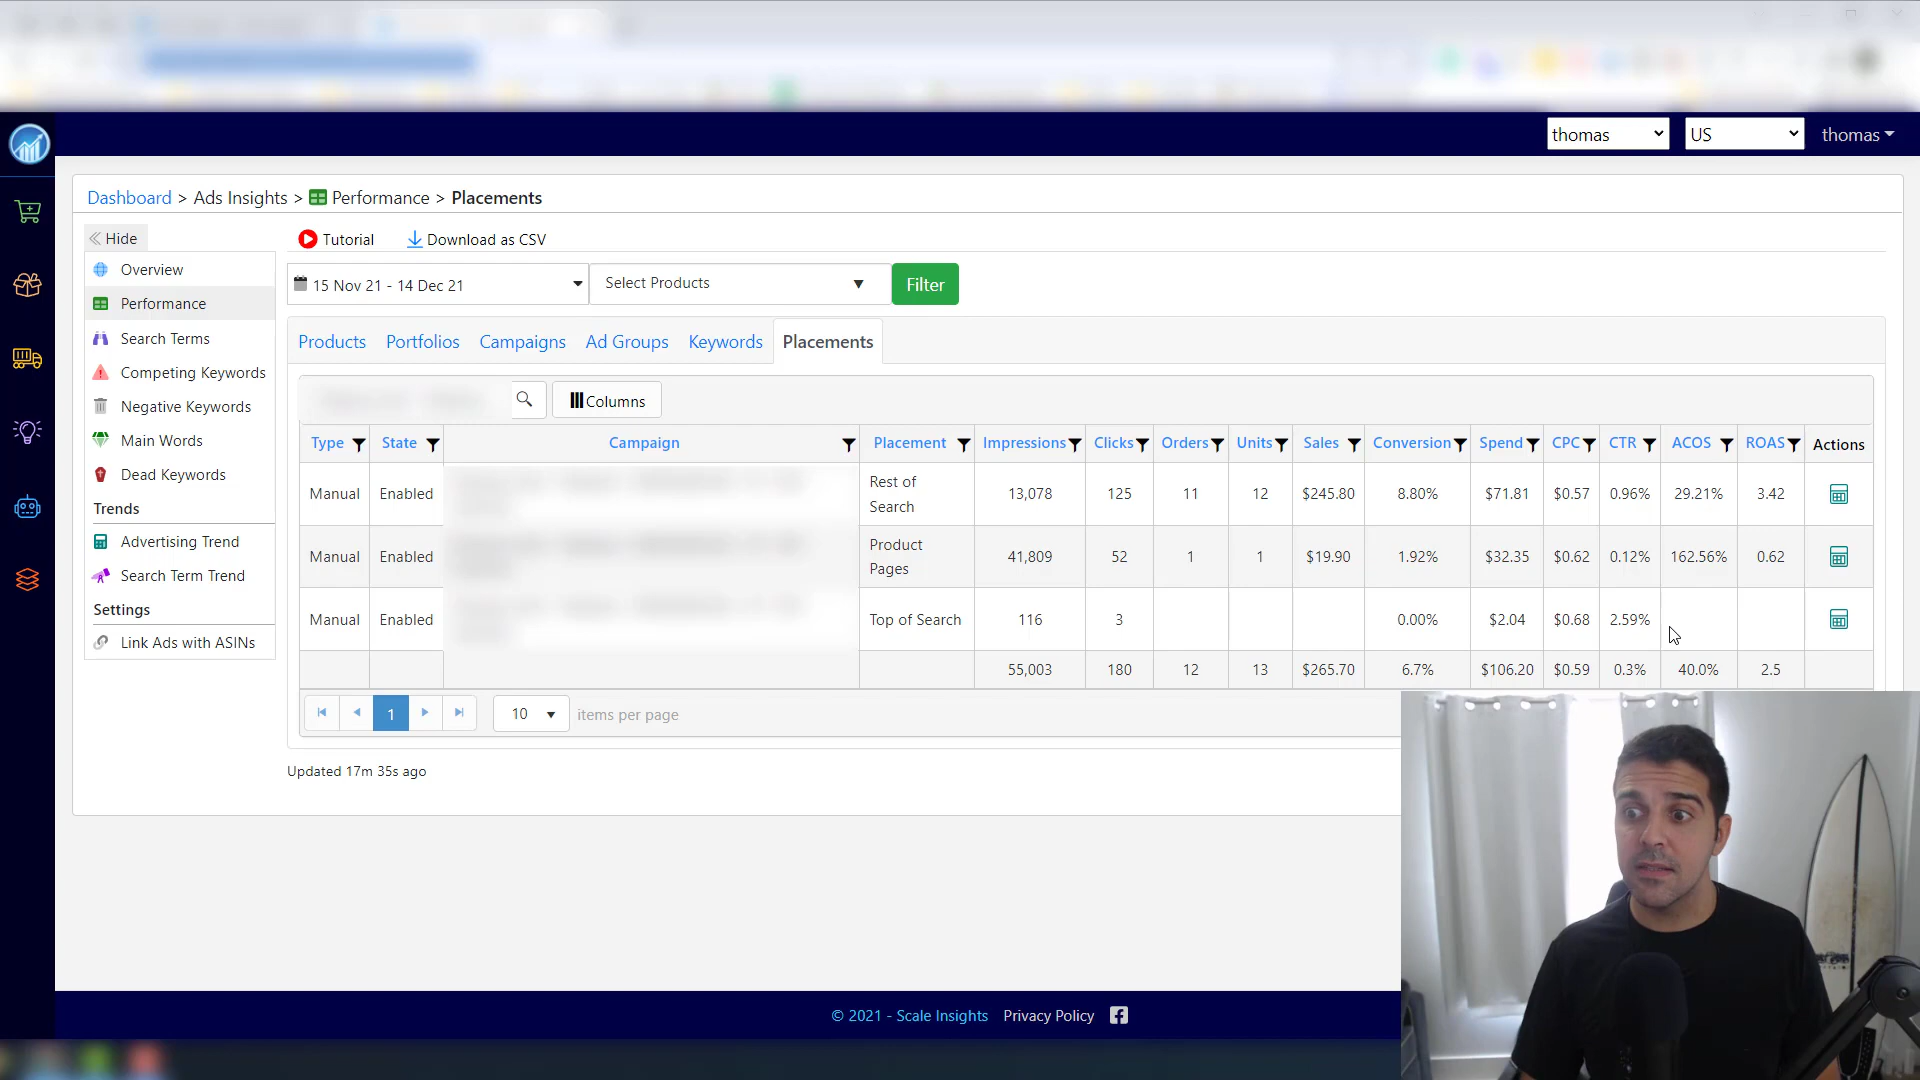 thomas US thomas
Dashboard > Ads Insights > Performance > Placements
Hide Tutorial Download as CSV
Overview
15 Nov 21 - 14 Dec 21 Select Products Filter
Performance
Search Terms
Competing Keywords
Negative Keywords
Main Words
Dead Keywords
Trends
Advertising Trend
Search Term Trend
Settings
Link Ads with ASINs
Products Portfolios Campaigns Ad Groups Keywords Placements
Columns
Type State Campaign Placement Impressions Clicks Orders Units Sales Conversion Spend CPC CTR ACOS ROAS Actions
Manual Enabled Rest of Search 13,078 125 11 12 $245.80 8.80% $71.81 $0.57 0.96% 29.21% 3.42
Manual Enabled Product Pages 41,809 52 1 1 $19.90 1.92% $32.35 $0.62 0.12% 162.56% 0.62
Manual Enabled Top of Search 116 3 0.00% $2.04 $0.68 2.59%
55,003 180 12 13 $265.70 6.7% $106.20 $0.59 0.3% 40.0% 2.5
1 10 items per page
Updated 17m 35s ago
© 2021 - Scale Insights Privacy Policy